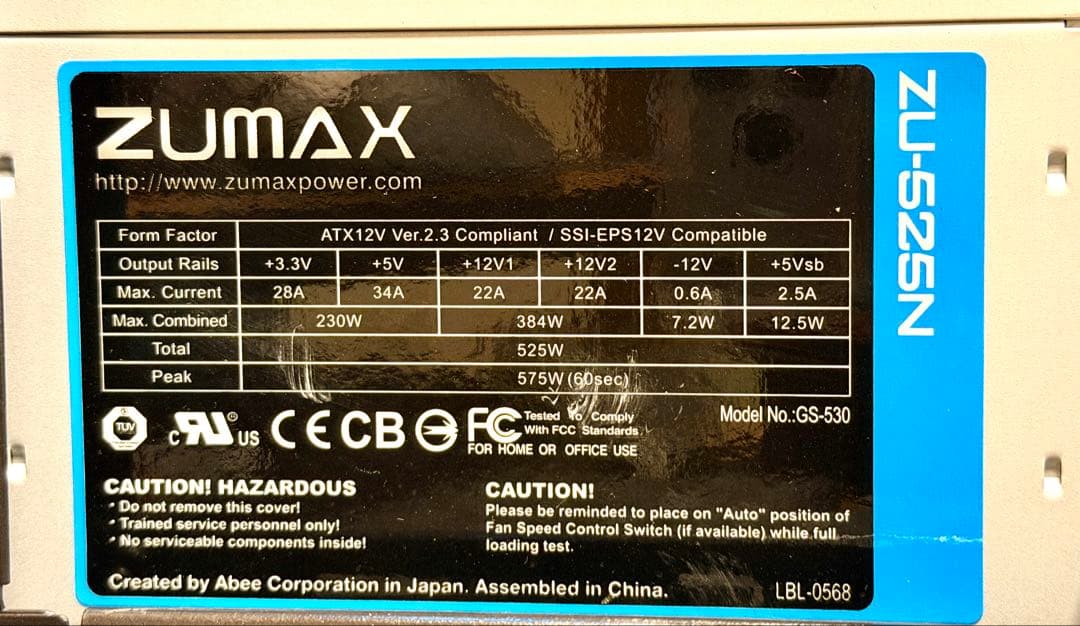 ZUMAX
http://www.zumaxpower.com
ZU-525N
Form Factor ATX12V Ver.2.3 Compliant / SSI-EPS12V Compatible
Output Rails +3.3V +5V +12V1 +12V2 -12V +5Vsb
Max. Current 28A 34A 22A 22A 0.6A 2.5A
Max. Combined 230W 384W 7.2W 12.5W
Total 525W
Peak 575W (60sec)
TUV
c RU ® US CE CB FC Tested To Comply
With FCC Standards
FOR HOME OR OFFICE USE
Model No.:GS-530
CAUTION! HAZARDOUS
· Do not remove this cover!
· Trained service personnel only!
· No serviceable components inside!
CAUTION!
Please be reminded to place on "Auto" position of
Fan Speed Control Switch (if available) while full
loading test.
Created by Abee Corporation in Japan. Assembled in China.
LBL-0568